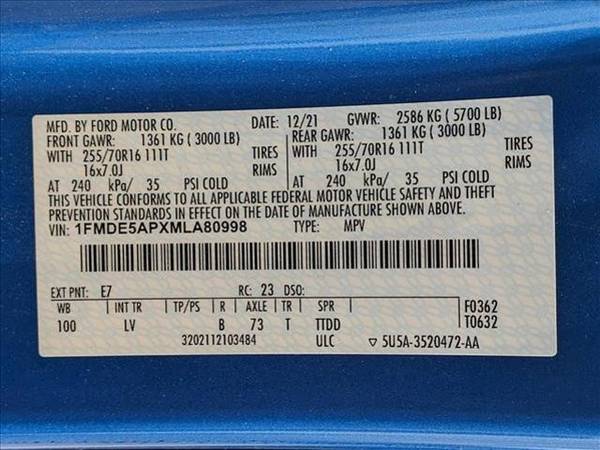 MFD. BY FORD MOTOR CO. DATE: 12/21 GVWR: 2586 KG ( 5700 LB)
FRONT GAWR: 1361 KG ( 3000 LB) REAR GAWR: 1361 KG ( 3000 LB)
WITH 255/70R16 111T TIRES WITH 255/70R16 111T TIRES
16x7.0J RIMS 16x7.0J RIMS
AT 240 kPa/ 35 PSI COLD AT 240 kPa/ 35 PSI COLD
THIS VEHICLE CONFORMS TO ALL APPLICABLE FEDERAL MOTOR VEHICLE SAFETY AND THEFT
PREVENTION STANDARDS IN EFFECT ON THE DATE OF MANUFACTURE SHOWN ABOVE.
VIN: 1FMDE5APXMLA80998 TYPE: MPV
EXT PNT: E7 RC: 23 DSO:
WB INT TR TP/PS R AXLE TR SPR F0362
100 LV B 73 T TTDD T0632
3202112103484 ULC 5U5A-3520472-AA